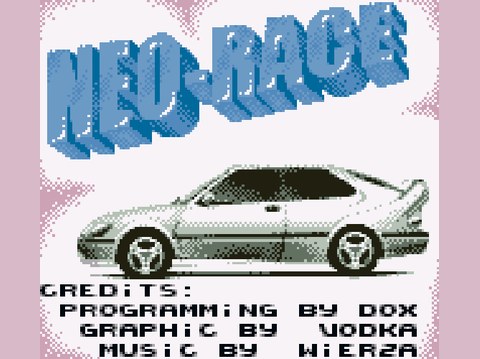 NEO-RACE
CREDiTS:
PROGRAMMiNG BY DOX
GRAPHiC BY VODKA
MUSiC BY WiERZA